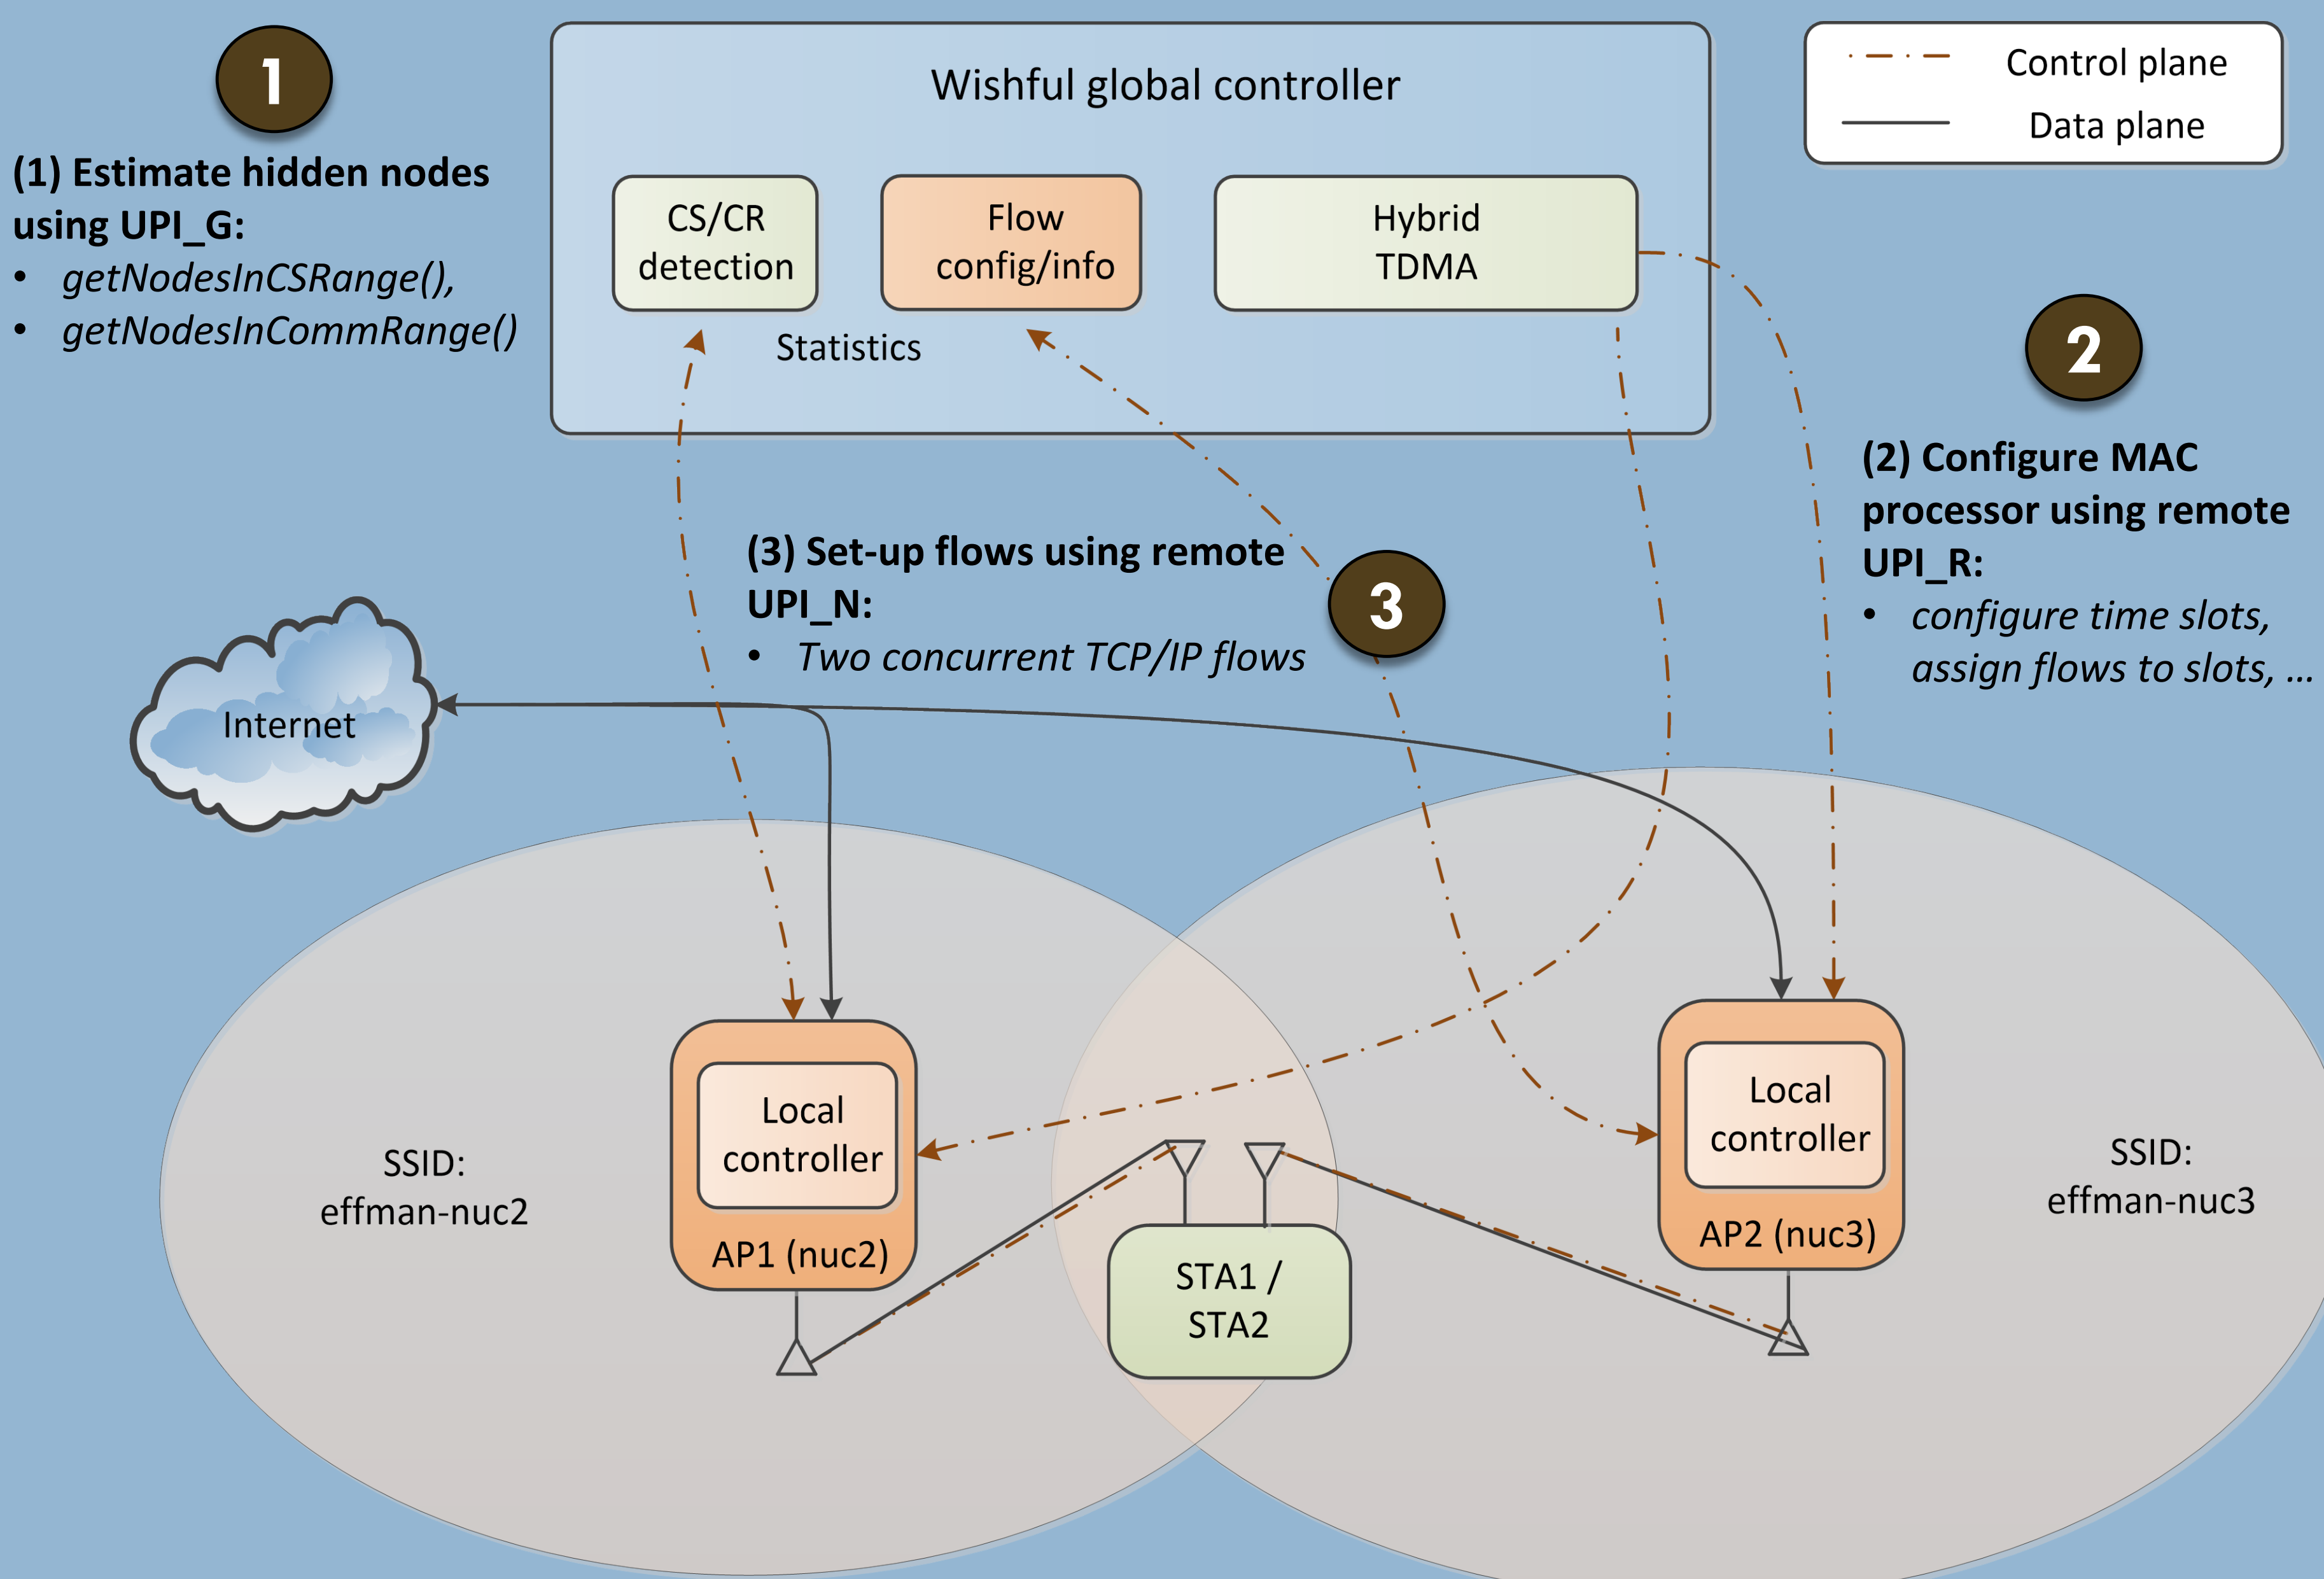 1
(1) Estimate hidden nodes
using UPI_G:
• getNodesInCSRange(),
• getNodesInCommRange()
Wishful global controller
CS/CR
detection
Flow
config/info
Hybrid
TDMA
Statistics
Control plane
Data plane
2
(2) Configure MAC
processor using remote
UPI_R:
• configure time slots,
assign flows to slots, ...
(3) Set-up flows using remote
UPI_N:
• Two concurrent TCP/IP flows
3
Internet
SSID:
effman-nuc2
Local
controller
AP1 (nuc2)
STA1 /
STA2
Local
controller
AP2 (nuc3)
SSID:
effman-nuc3